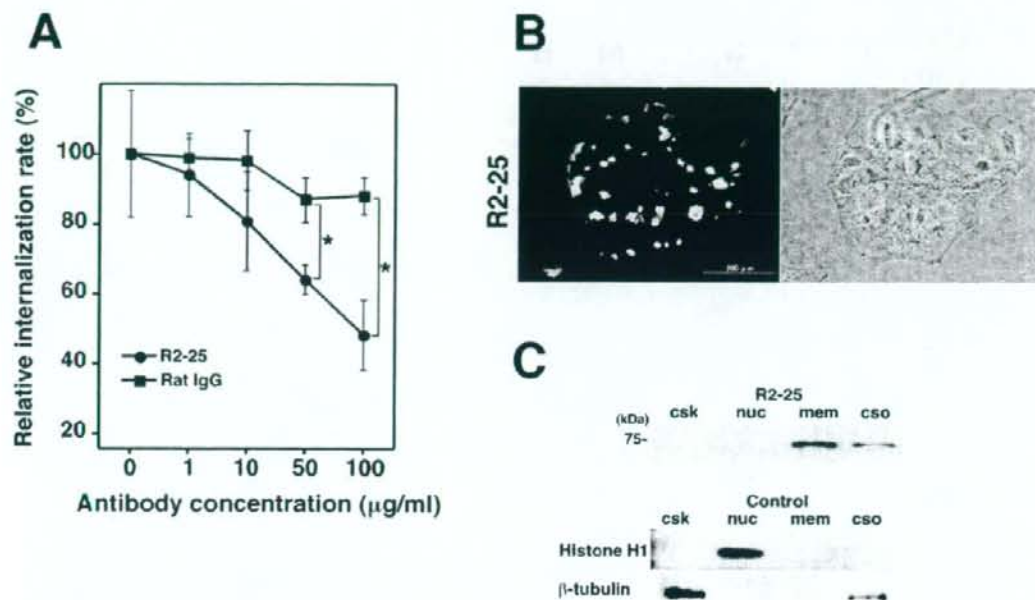 A
Relative internalization rate (%)
100
80
60
40
20
*
*
R2-25
Rat IgG
0 1 10 50 100
Antibody concentration (μg/ml)
B
R2-25
C
R2-25
csk nuc mem cso
(kDa)
75-
Control
csk nuc mem cso
Histone H1
β-tubulin